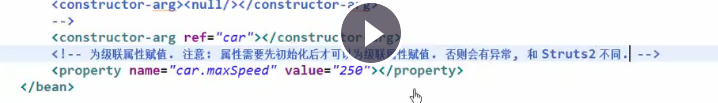 <constructor-arg><null/></constructor-arg>
-->
<constructor-arg ref="car"></constructor-arg>
<!-- 为级联属性赋值. 注意: 属性需要先初始化后才可以为级联属性赋值. 否则会有异常, 和 Struts2 不同. -->
<property name="car.maxSpeed" value="250"></property>
</bean>